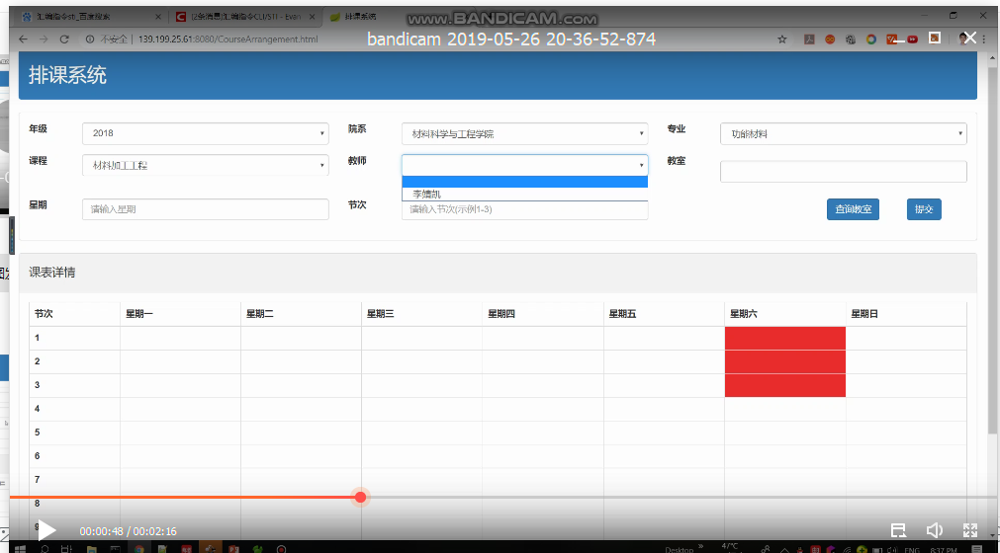 汇编指令sti_百度搜索
(2条消息)汇编指令CLI/STI - Evan
排课系统
www.BANDICAM.com
不安全 | 139.199.25.61:8080/CourseArrangement.html
bandicam 2019-05-26 20-36-52-874
排课系统
年级 2018 院系 材料科学与工程学院 专业 功能材料
课程 材料加工工程 教师 教室
李靖凯
星期 请输入星期 节次 请输入节次(示例1-3) 查询教室 提交
课表详情
节次 星期一 星期二 星期三 星期四 星期五 星期六 星期日
1
2
3
4
5
6
7
8
9
00:00:48 / 00:02:16
Desktop 47°C ENG 8:37 PM